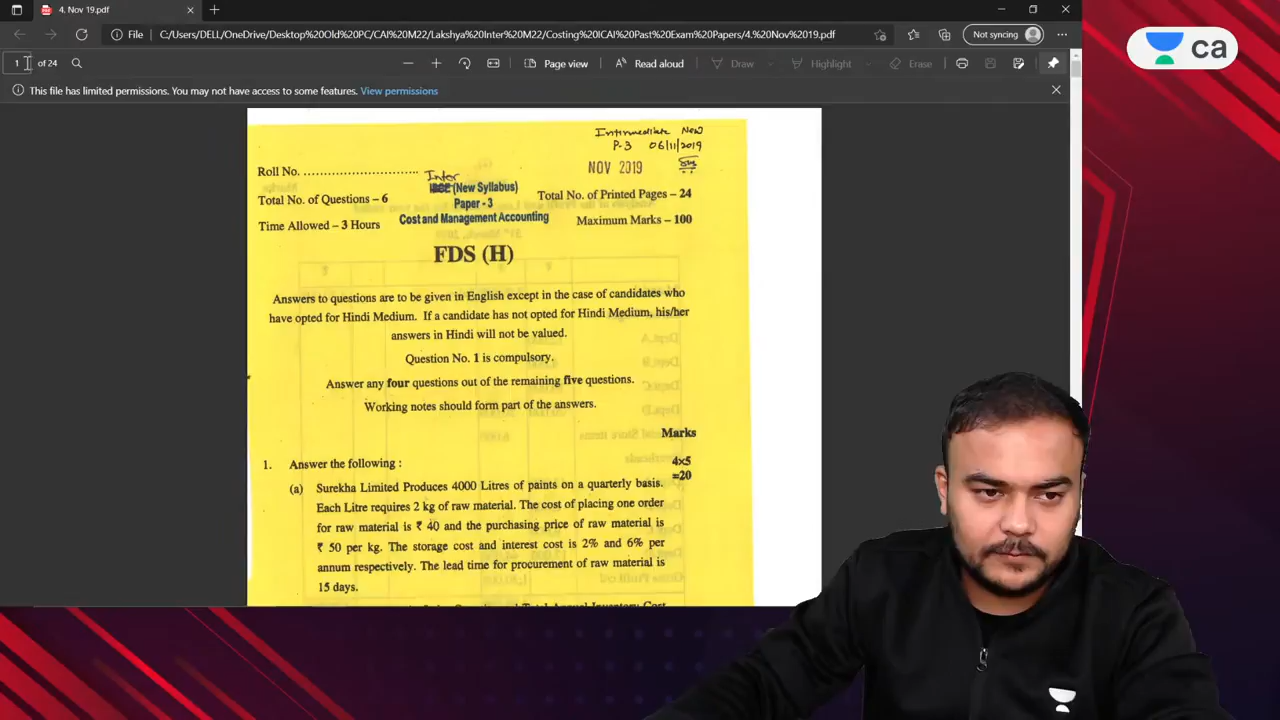 4. Nov 19.pdf
File
C:/Users/DELL/OneDrive/Desktop%20Old%20PC/CAI%20M22/Lakshya%20Inter%20M22/Costing%20ICAI%20Past%20Exam%20Papers/4.%20Nov%2019.pdf
Not syncing
1 of 24
Page view
Read aloud
Draw
Highlight
Erase
This file has limited permissions. You may not have access to some features. View permissions
ca
Intermediate New
P-3 06/11/2019
NOV 2019
Roll No.
Inter
(New Syllabus)
Total No. of Questions – 6
Paper - 3
Total No. of Printed Pages – 24
Time Allowed – 3 Hours
Cost and Management Accounting
Maximum Marks – 100
FDS (H)
Answers to questions are to be given in English except in the case of candidates who
have opted for Hindi Medium. If a candidate has not opted for Hindi Medium, his/her
answers in Hindi will not be valued.
Question No. 1 is compulsory.
Answer any four questions out of the remaining five questions.
Working notes should form part of the answers.
Marks
1. Answer the following :
4×5
=20
(a) Surekha Limited Produces 4000 Litres of paints on a quarterly basis.
Each Litre requires 2 kg of raw material. The cost of placing one order
for raw material is ₹ 40 and the purchasing price of raw material is
₹ 50 per kg. The storage cost and interest cost is 2% and 6% per
annum respectively. The lead time for procurement of raw material is
15 days.